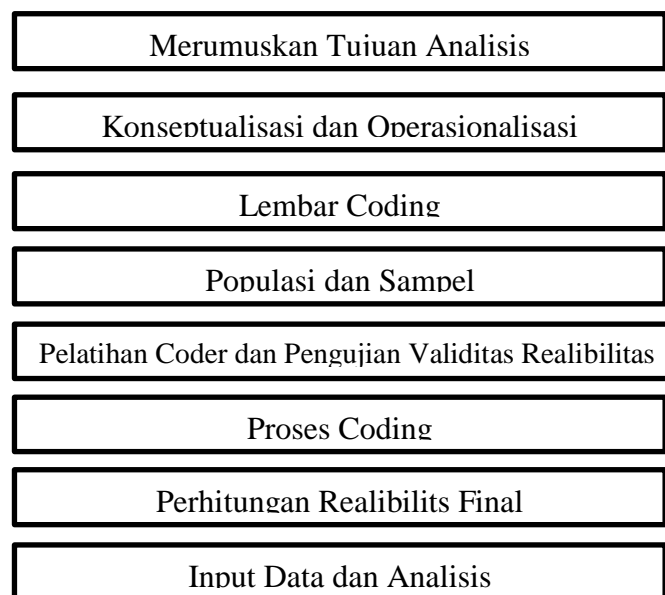 Merumuskan Tujuan Analisis
Konseptualisasi dan Operasionalisasi
Lembar Coding
Populasi dan Sampel
Pelatihan Coder dan Pengujian Validitas Realibilitas
Proses Coding
Perhitungan Realibilits Final
Input Data dan Analisis